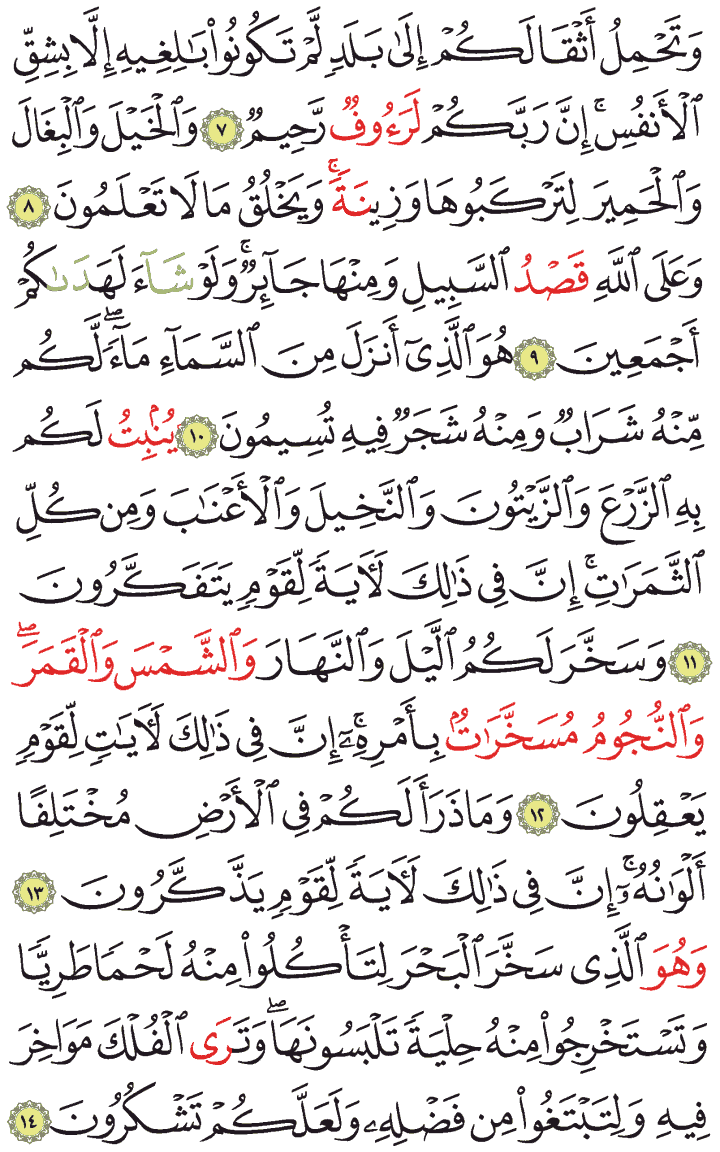 وَتَحْمِلُ أَثْقَالَكُمْ إِلَىٰ بَلَدٍ لَّمْ تَكُونُوا۟ بَـٰلِغِيهِ إِلَّا بِشِقِّ
ٱلْأَنفُسِ ۚ إِنَّ رَبَّكُمْ لَرَءُوفٌ رَّحِيمٌ ٧ وَٱلْخَيْلَ وَٱلْبِغَالَ
وَٱلْحَمِيرَ لِتَرْكَبُوهَا وَزِينَةً ۚ وَيَخْلُقُ مَا لَا تَعْلَمُونَ ٨
وَعَلَى ٱللَّهِ قَصْدُ ٱلسَّبِيلِ وَمِنْهَا جَآئِرٌ ۚ وَلَوْ شَآءَ لَهَدَىٰكُمْ
أَجْمَعِينَ ٩ هُوَ ٱلَّذِىٓ أَنزَلَ مِنَ ٱلسَّمَآءِ مَآءً ۖ لَّكُم
مِّنْهُ شَرَابٌ وَمِنْهُ شَجَرٌ فِيهِ تُسِيمُونَ ١٠ يُنۢبِتُ لَكُم
بِهِ ٱلزَّرْعَ وَٱلزَّيْتُونَ وَٱلنَّخِيلَ وَٱلْأَعْنَـٰبَ وَمِن كُلِّ
ٱلثَّمَرَٰتِ ۗ إِنَّ فِى ذَٰلِكَ لَـَٔايَةً لِّقَوْمٍ يَتَفَكَّرُونَ
١١ وَسَخَّرَ لَكُمُ ٱلَّيْلَ وَٱلنَّهَارَ وَٱلشَّمْسَ وَٱلْقَمَرَ ۖ
وَٱلنُّجُومُ مُسَخَّرَٰتٌۢ بِأَمْرِهِۦٓ ۗ إِنَّ فِى ذَٰلِكَ لَـَٔايَـٰتٍ لِّقَوْمٍ
يَعْقِلُونَ ١٢ وَمَا ذَرَأَ لَكُمْ فِى ٱلْأَرْضِ مُخْتَلِفًا
أَلْوَٰنُهُۥٓ ۗ إِنَّ فِى ذَٰلِكَ لَـَٔايَةً لِّقَوْمٍ يَذَّكَّرُونَ ١٣
وَهُوَ ٱلَّذِى سَخَّرَ ٱلْبَحْرَ لِتَأْكُلُوا۟ مِنْهُ لَحْمًا طَرِيًّا
وَتَسْتَخْرِجُوا۟ مِنْهُ حِلْيَةً تَلْبَسُونَهَا ۖ وَتَرَى ٱلْفُلْكَ مَوَاخِرَ
فِيهِ وَلِتَبْتَغُوا۟ مِن فَضْلِهِۦ وَلَعَلَّكُمْ تَشْكُرُونَ ١٤